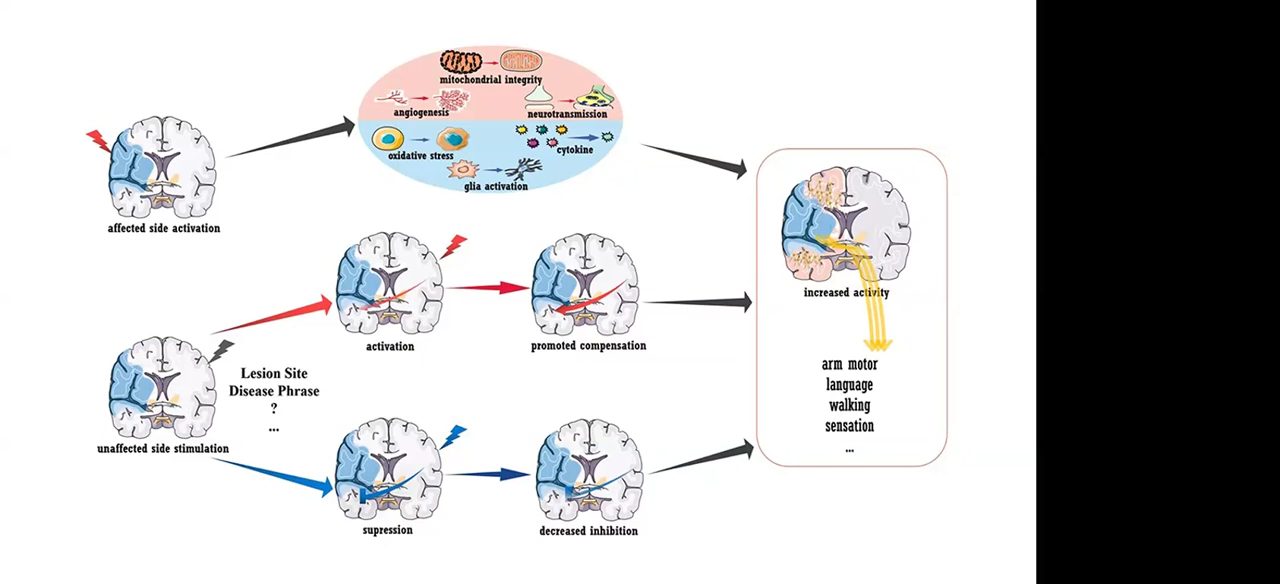 mitochondrial integrity
angiogenesis
neurotransmission
oxidative stress
cytokine
glia activation
affected side activation
activation
promoted compensation
increased activity
Lesion Site
Disease Phrase
?
...
unaffected side stimulation
arm motor
language
walking
sensation
...
supression
decreased inhibition